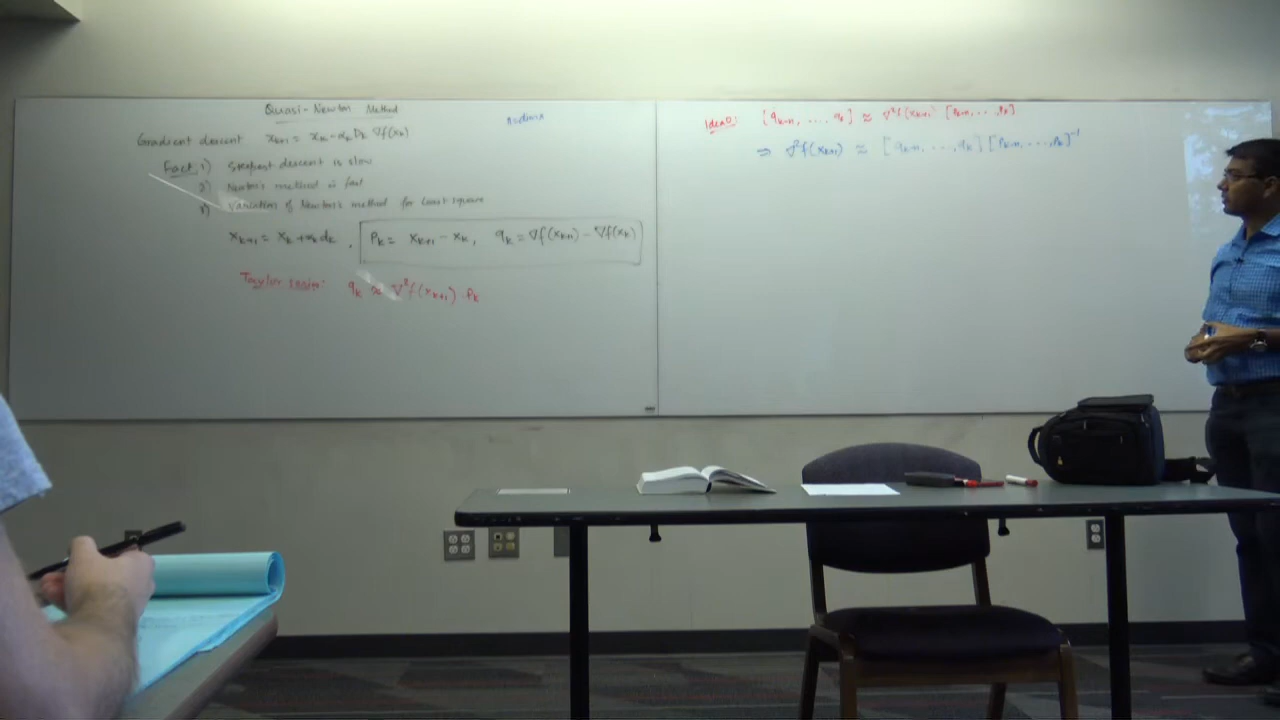 Quasi-Newton Method
Gradient descent xₖ₊₁ = xₖ - αₖ Dₖ ∇f(xₖ)
Fact: 1) Steepest descent is slow
2) Newton's method is fast
3) Variation of Newton's method for Least-square
xₖ₊₁ = xₖ + αₖdₖ , Pₖ = xₖ₊₁ - xₖ, qₖ = ∇f(xₖ₊₁) - ∇f(xₖ)
Taylor series: qₖ ≈ ∇²f(xₖ₊₁) · Pₖ
Idea: [qₖ₋ₙ, ..., qₖ] ≈ ∇²f(xₖ₊₁) [Pₖ₋ₙ, ..., Pₖ]
⇒ ∇²f(xₖ₊₁) ≈ [qₖ₋ₙ, ..., qₖ] [Pₖ₋ₙ, ..., Pₖ]⁻¹